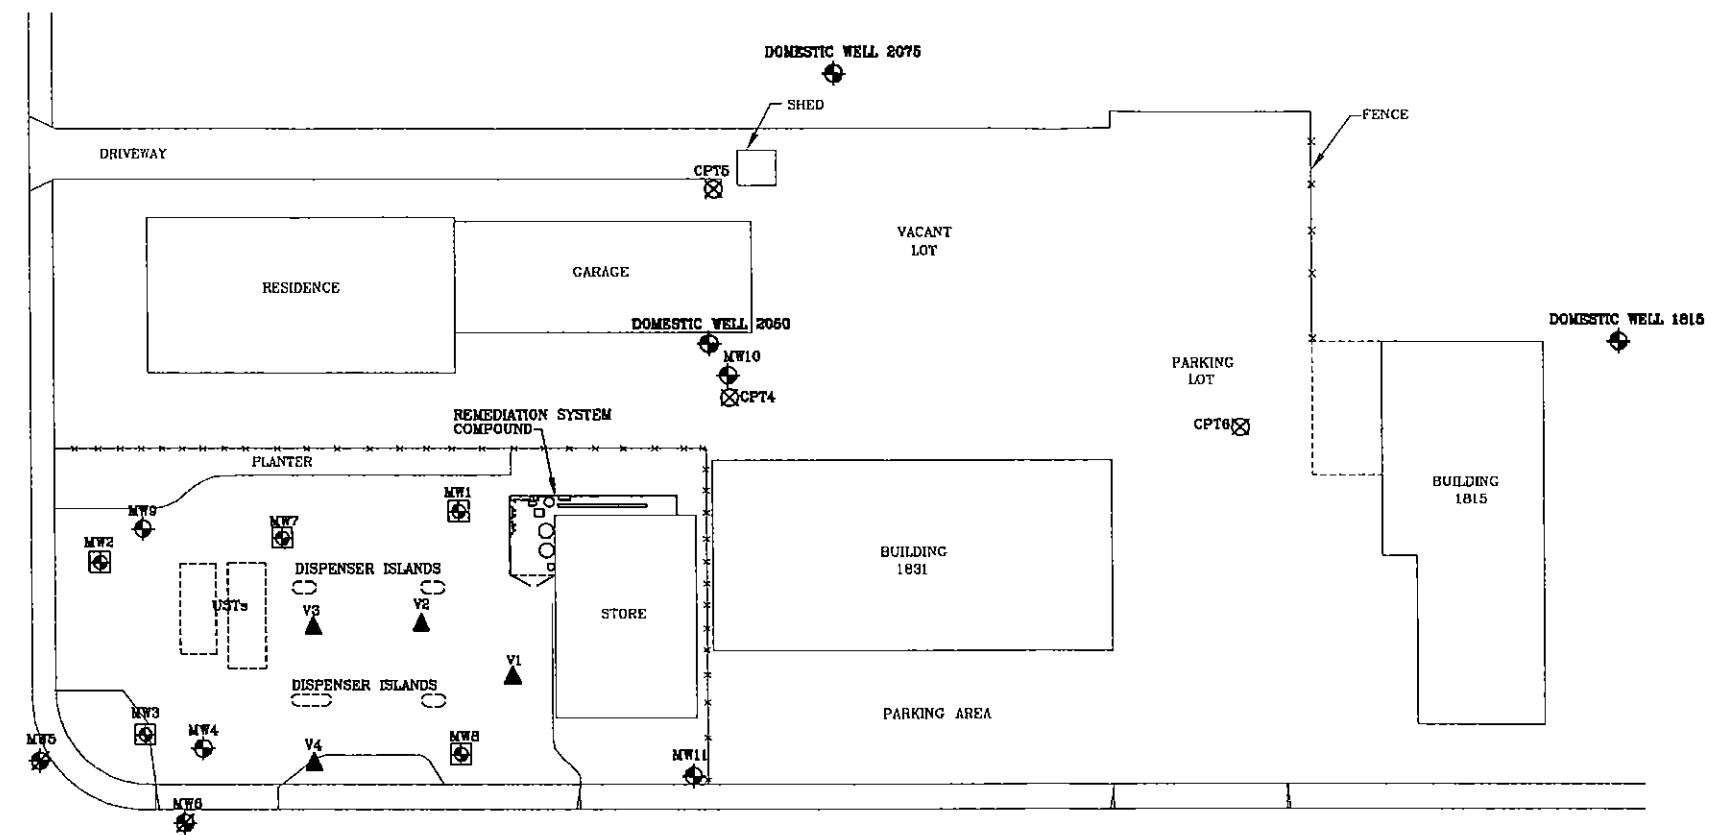 DOMESTIC WELL 2075
SHED
FENCE
DRIVEWAY
CPT5
VACANT
LOT
GARAGE
RESIDENCE
DOMESTIC WELL 2050
DOMESTIC WELL 1815
MW10
PARKING
LOT
CPT4
REMEDIATION SYSTEM
COMPOUND
CPT6
PLANTER
BUILDING
1815
MW1
MW9
MW7
MW2
BUILDING
1831
DISPENSER ISLANDS
USTs
V3
V2
STORE
V1
DISPENSER ISLANDS
MW3
PARKING AREA
MW4
MW5
V4
MW8
MW11
MW6